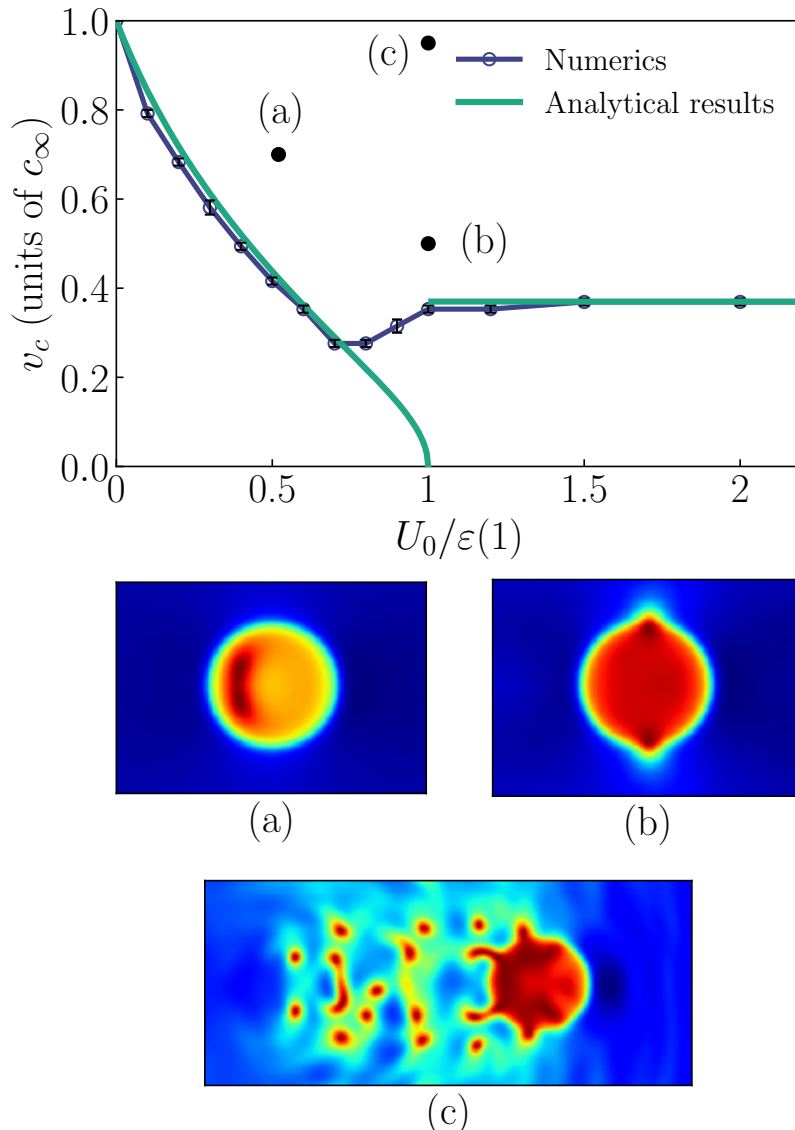 1.0
(c)
Numerics
Analytical results
0.8
(a)
0.6
(b)
0.4
0.2
0.0
v_c (units of c_∞)
0
0.5
1
1.5
2
U_0/ε(1)
(a)
(b)
(c)